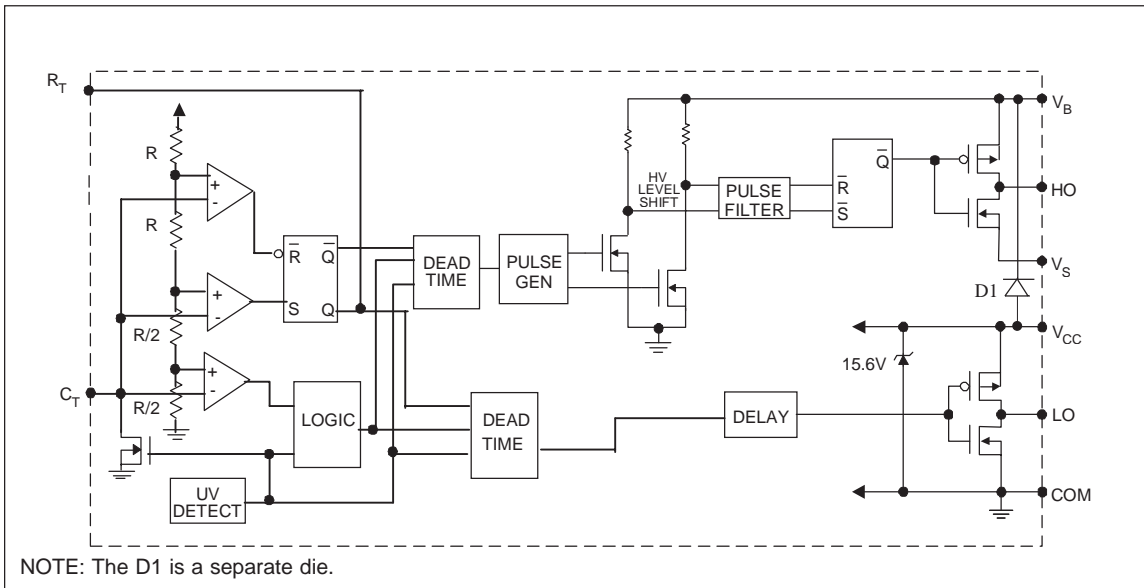 R_T
V_B
R
+
-
HV
LEVEL
SHIFT
PULSE
FILTER
R̅
S̅
Q̅
HO
R
R̅
Q̅
S
Q
DEAD
TIME
PULSE
GEN
V_S
D1
+
-
R/2
V_CC
15.6V
+
-
C_T
R/2
LOGIC
DEAD
TIME
DELAY
LO
UV
DETECT
COM
NOTE: The D1 is a separate die.